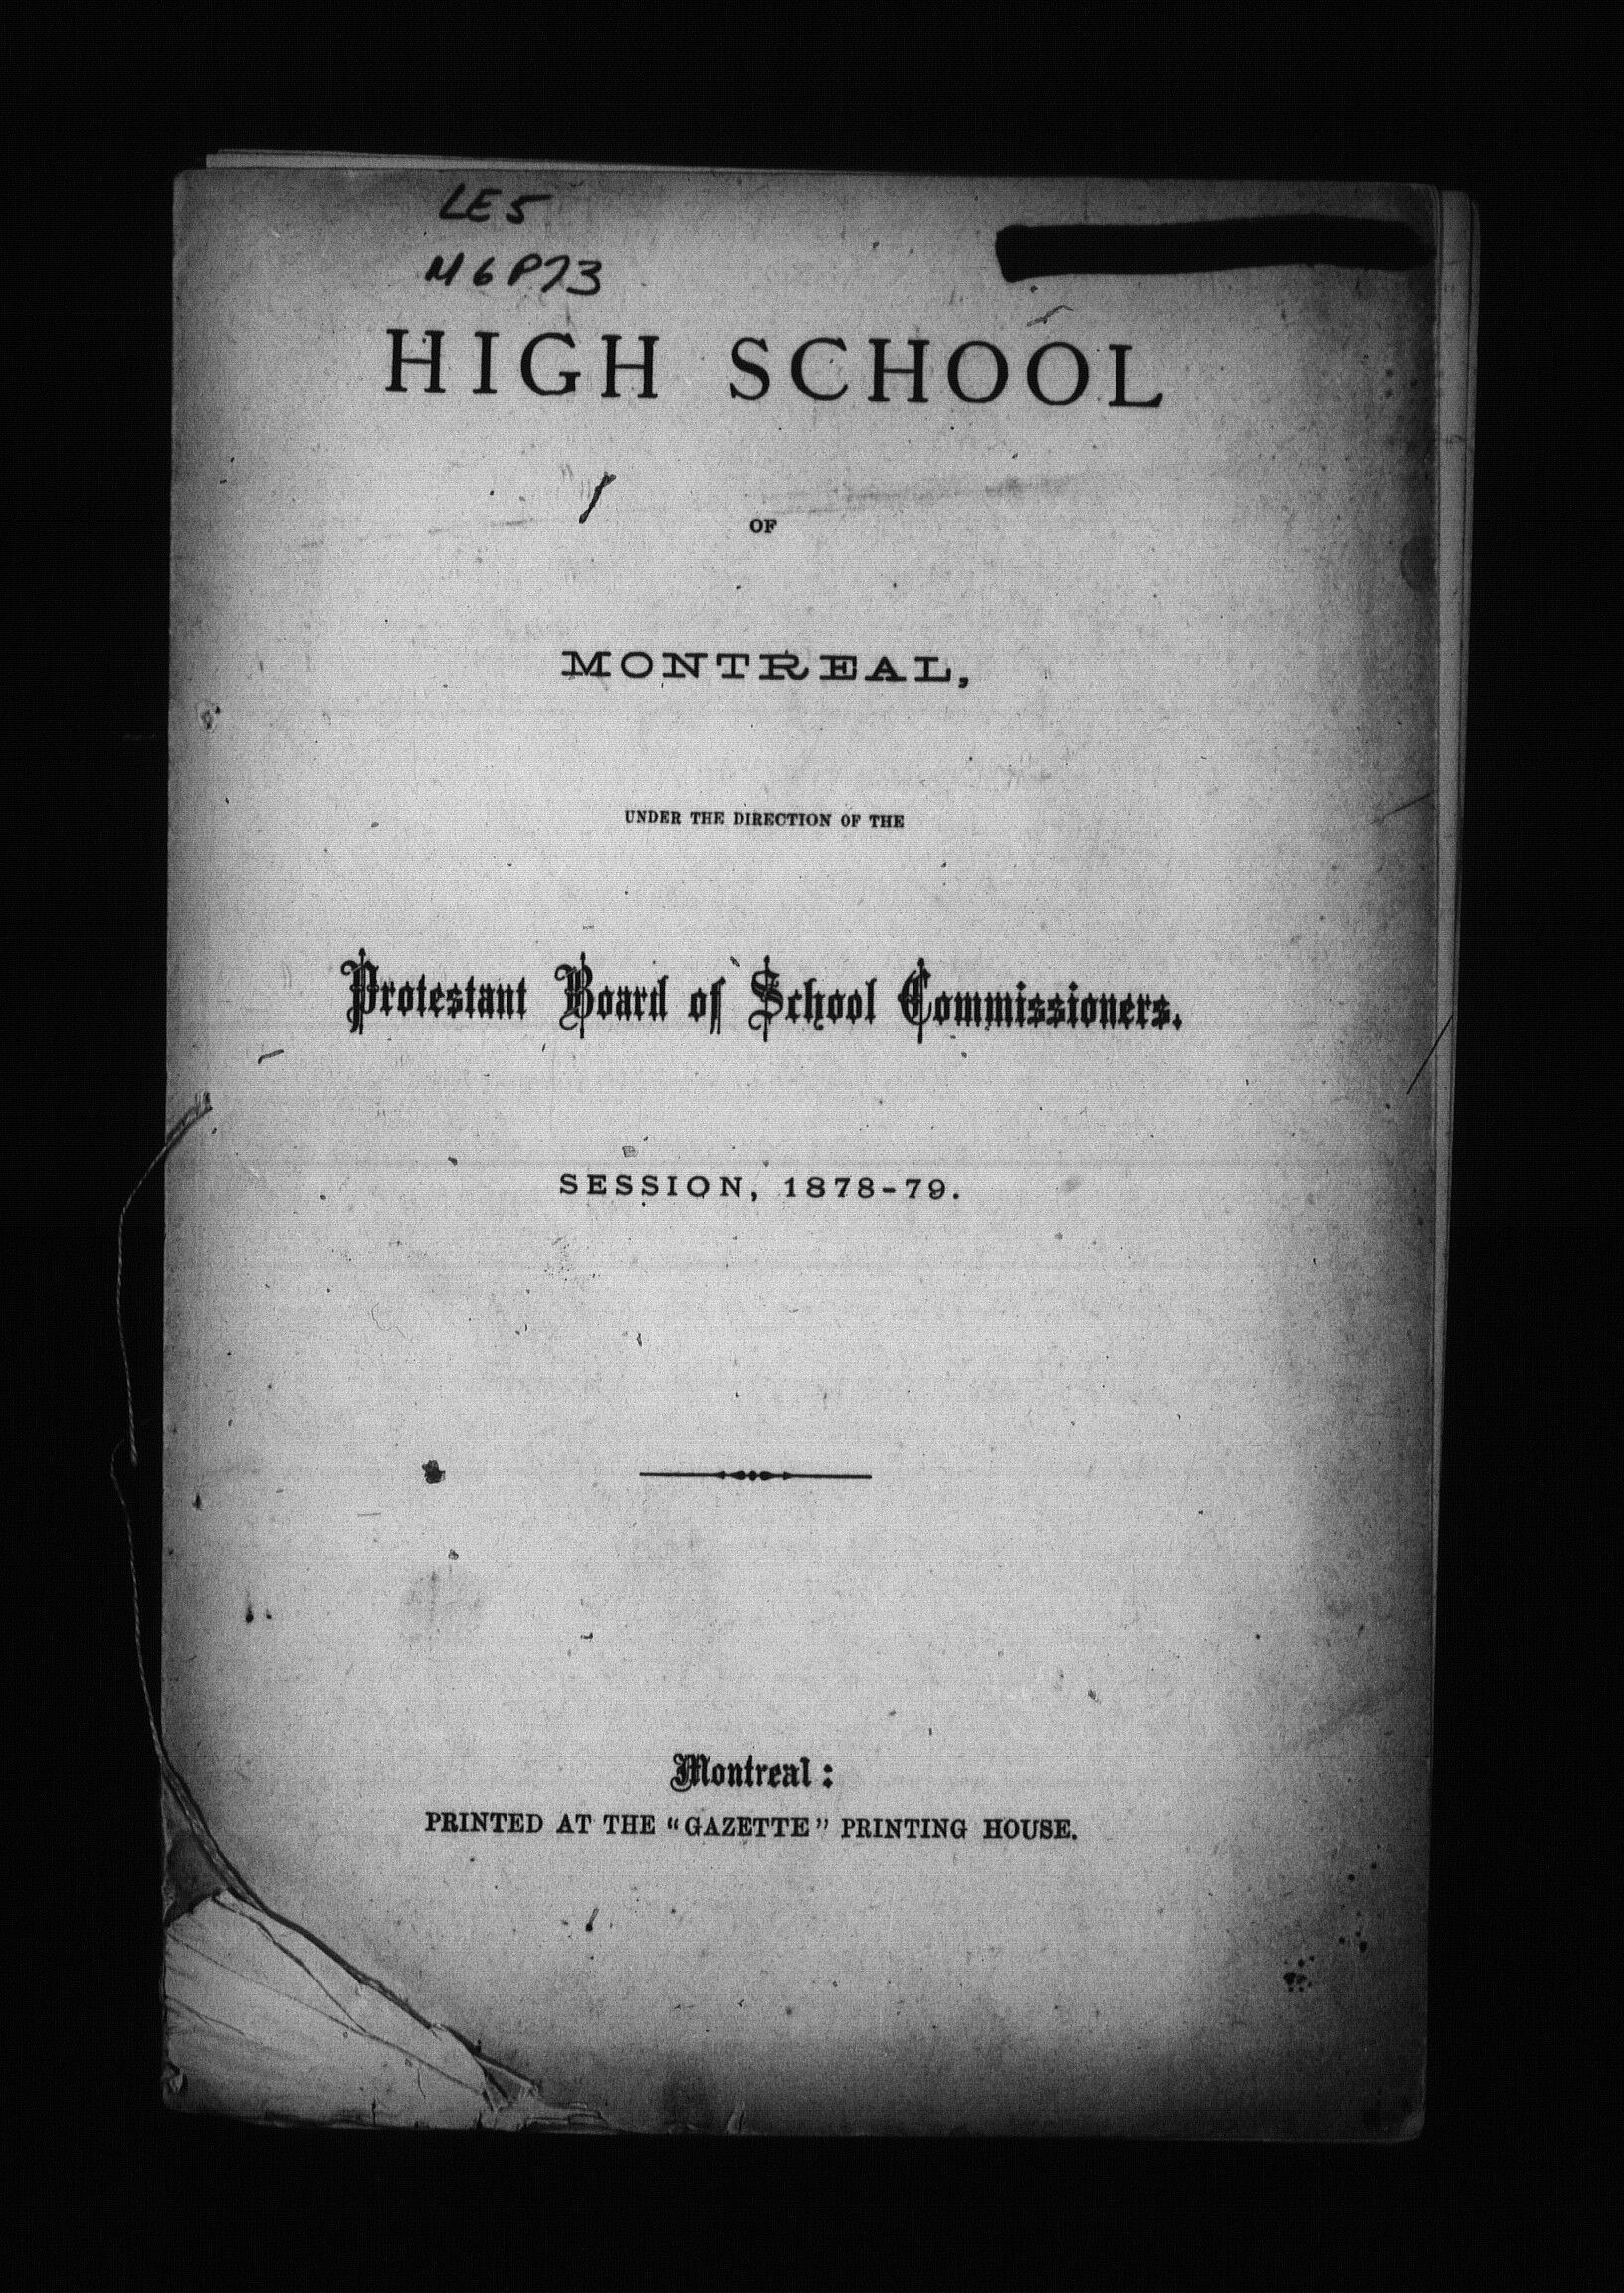 LE5
M6P73
HIGH SCHOOL
OF
MONTREAL,
UNDER THE DIRECTION OF THE
Protestant Board of School Commissioners.
SESSION, 1878-79.
Montreal:
PRINTED AT THE "GAZETTE" PRINTING HOUSE.